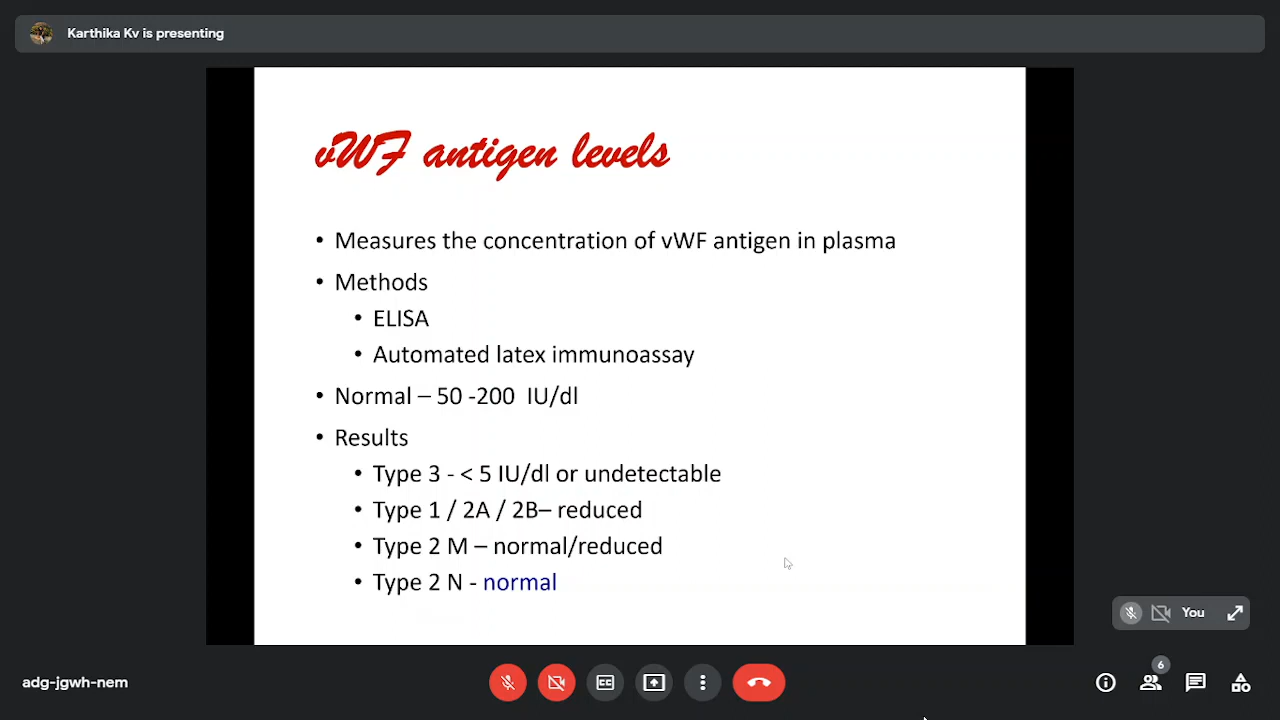 Karthika Kv is presenting
vWF antigen levels
• Measures the concentration of vWF antigen in plasma
• Methods
• ELISA
• Automated latex immunoassay
• Normal – 50 -200 IU/dl
• Results
• Type 3 - < 5 IU/dl or undetectable
• Type 1 / 2A / 2B– reduced
• Type 2 M – normal/reduced
• Type 2 N - normal
You
6
adg-jgwh-nem
CC